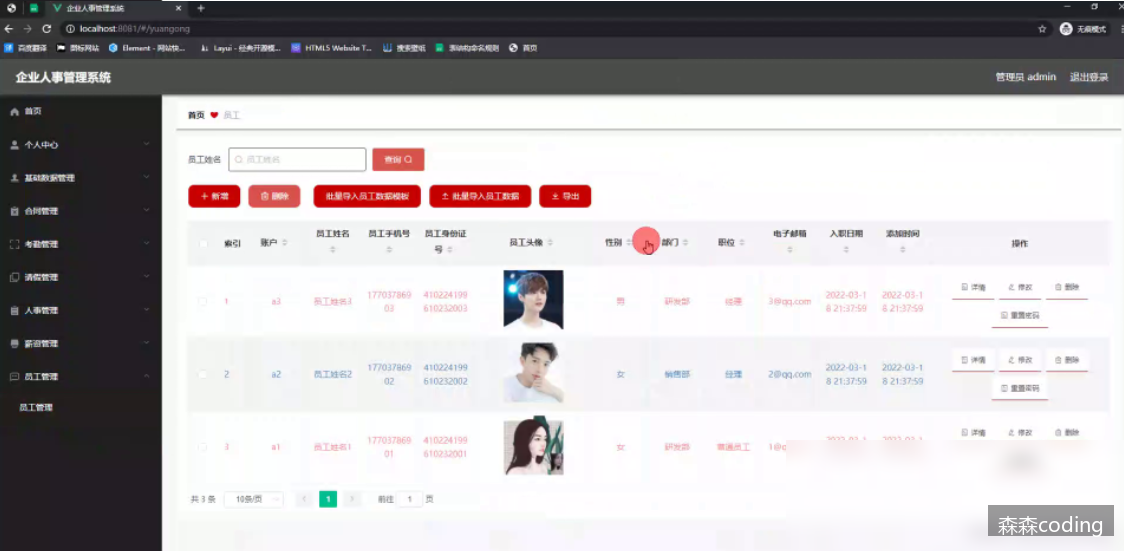 企业人事管理系统
localhost:8081/#/yuangong
无痕模式
百度翻译 图标网站 Element - 网站快... Layui - 经典开源模... HTML5 Website T... 搜索壁纸 首页
企业人事管理系统
管理员 admin 退出登录
首页
个人中心
基础数据管理
合同管理
考勤管理
请假管理
人事管理
薪资管理
员工管理
员工管理
首页 员工
员工姓名 员工姓名 查询
新增 删除 批量导入员工数据模板 批量导入员工数据 导出
索引 账户 员工姓名 员工手机号 员工身份证号 员工头像 性别 部门 职位 电子邮箱 入职日期 添加时间 操作
1 a3 员工姓名3 17703786903 410224199610232003 男 研发部 经理 3@qq.com 2022-03-18 21:37:59 2022-03-18 21:37:59 详情 修改 删除
重置密码
2 a2 员工姓名2 17703786902 410224199610232002 女 销售部 经理 2@qq.com 2022-03-18 21:37:59 2022-03-18 21:37:59 详情 修改 删除
重置密码
3 a1 员工姓名1 17703786901 410224199610232001 女 研发部 普通员工 详情 修改 删除
共 3 条 10条/页 1 前往 1 页
森森coding